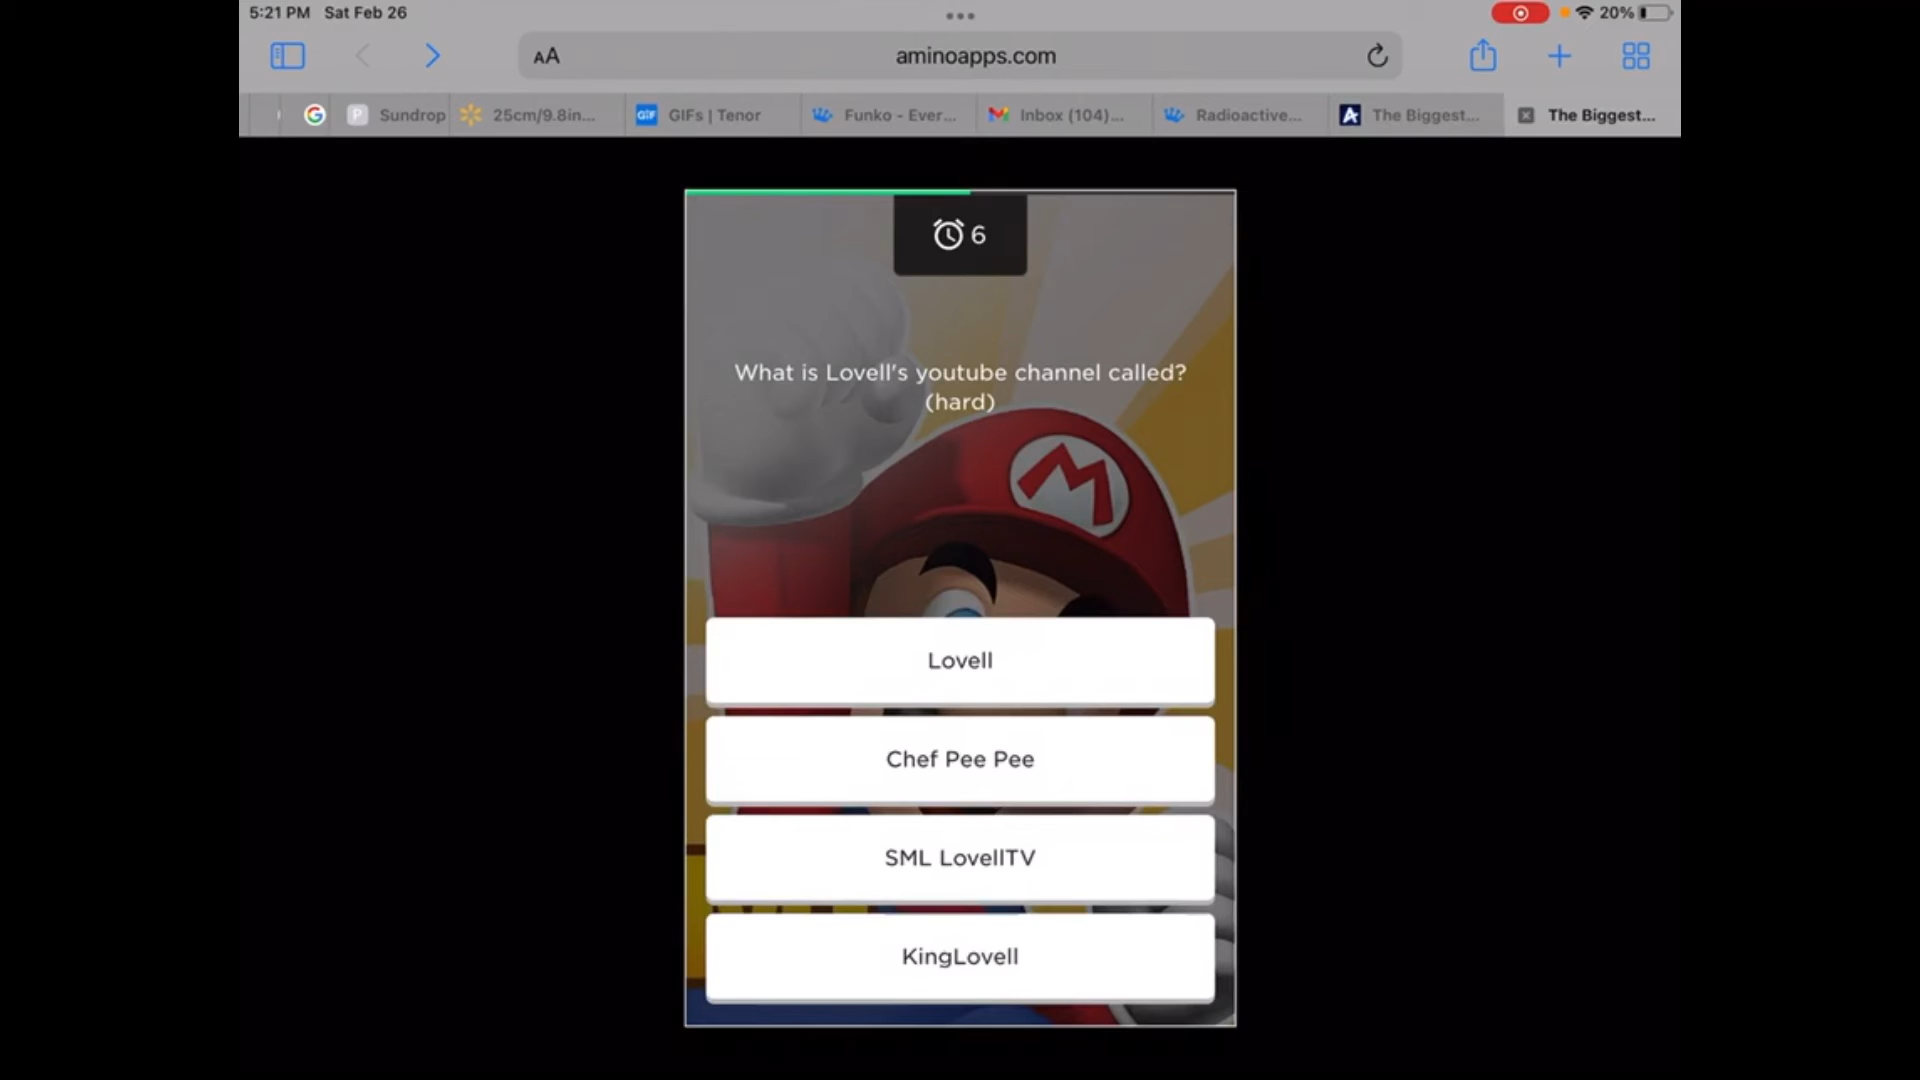 5:21 PM Sat Feb 26
20%
AA
aminoapps.com
Sundrop
25cm/9.8in...
GIF
GIFs | Tenor
Funko - Ever...
Inbox (104)...
Radioactive...
The Biggest...
The Biggest...
6
What is Lovell's youtube channel called?
(hard)
M
Lovell
Chef Pee Pee
SML LovellTV
KingLovell